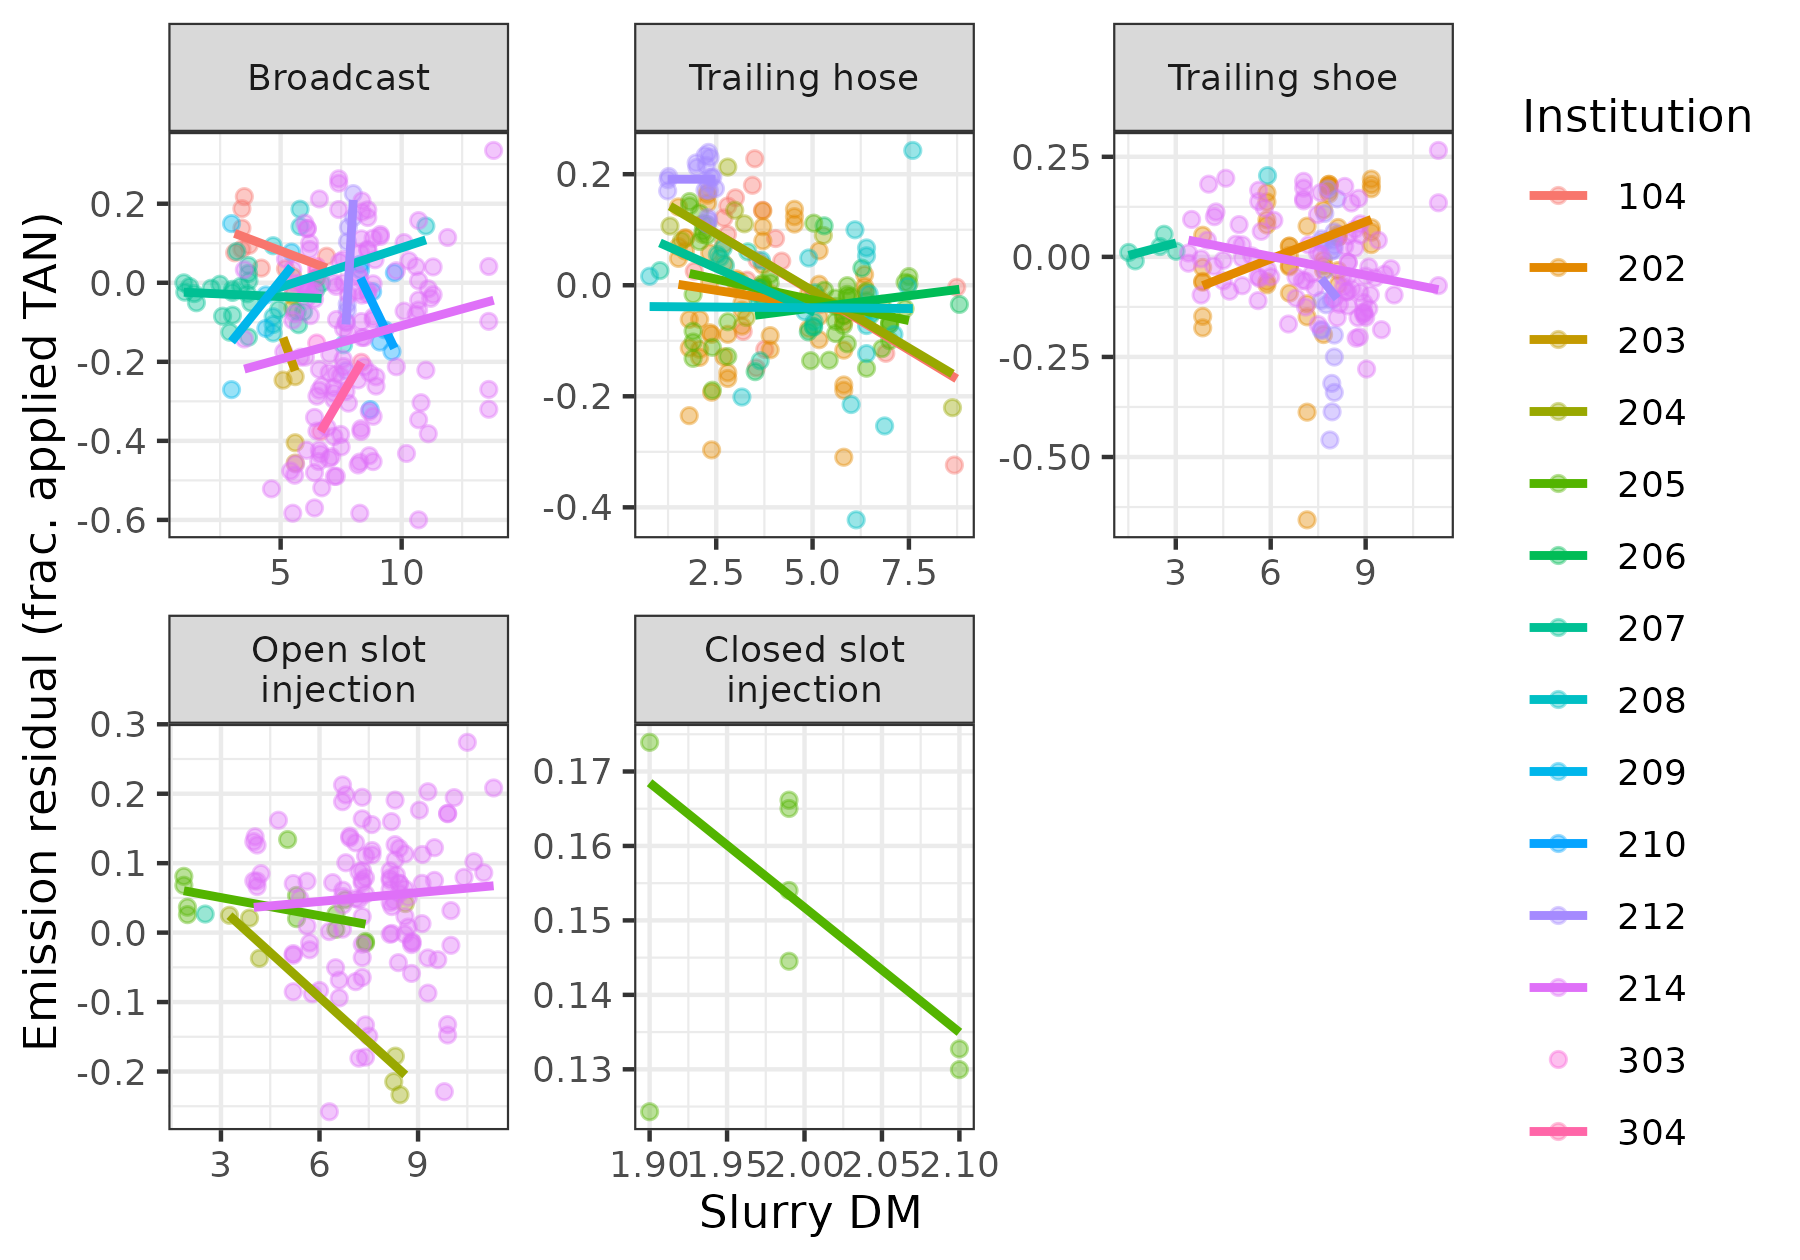 Broadcast
Trailing hose
Trailing shoe
Institution
104
202
203
204
205
206
207
208
209
210
212
214
303
304
0.2
0.0
-0.2
-0.4
-0.6
5 10
0.2
0.0
-0.2
-0.4
2.5 5.0 7.5
0.25
0.00
-0.25
-0.50
3 6 9
Open slot
injection
Closed slot
injection
0.3
0.2
0.1
0.0
-0.1
-0.2
3 6 9
0.17
0.16
0.15
0.14
0.13
1.90 1.95 2.00 2.05 2.10
Slurry DM
Emission residual (frac. applied TAN)